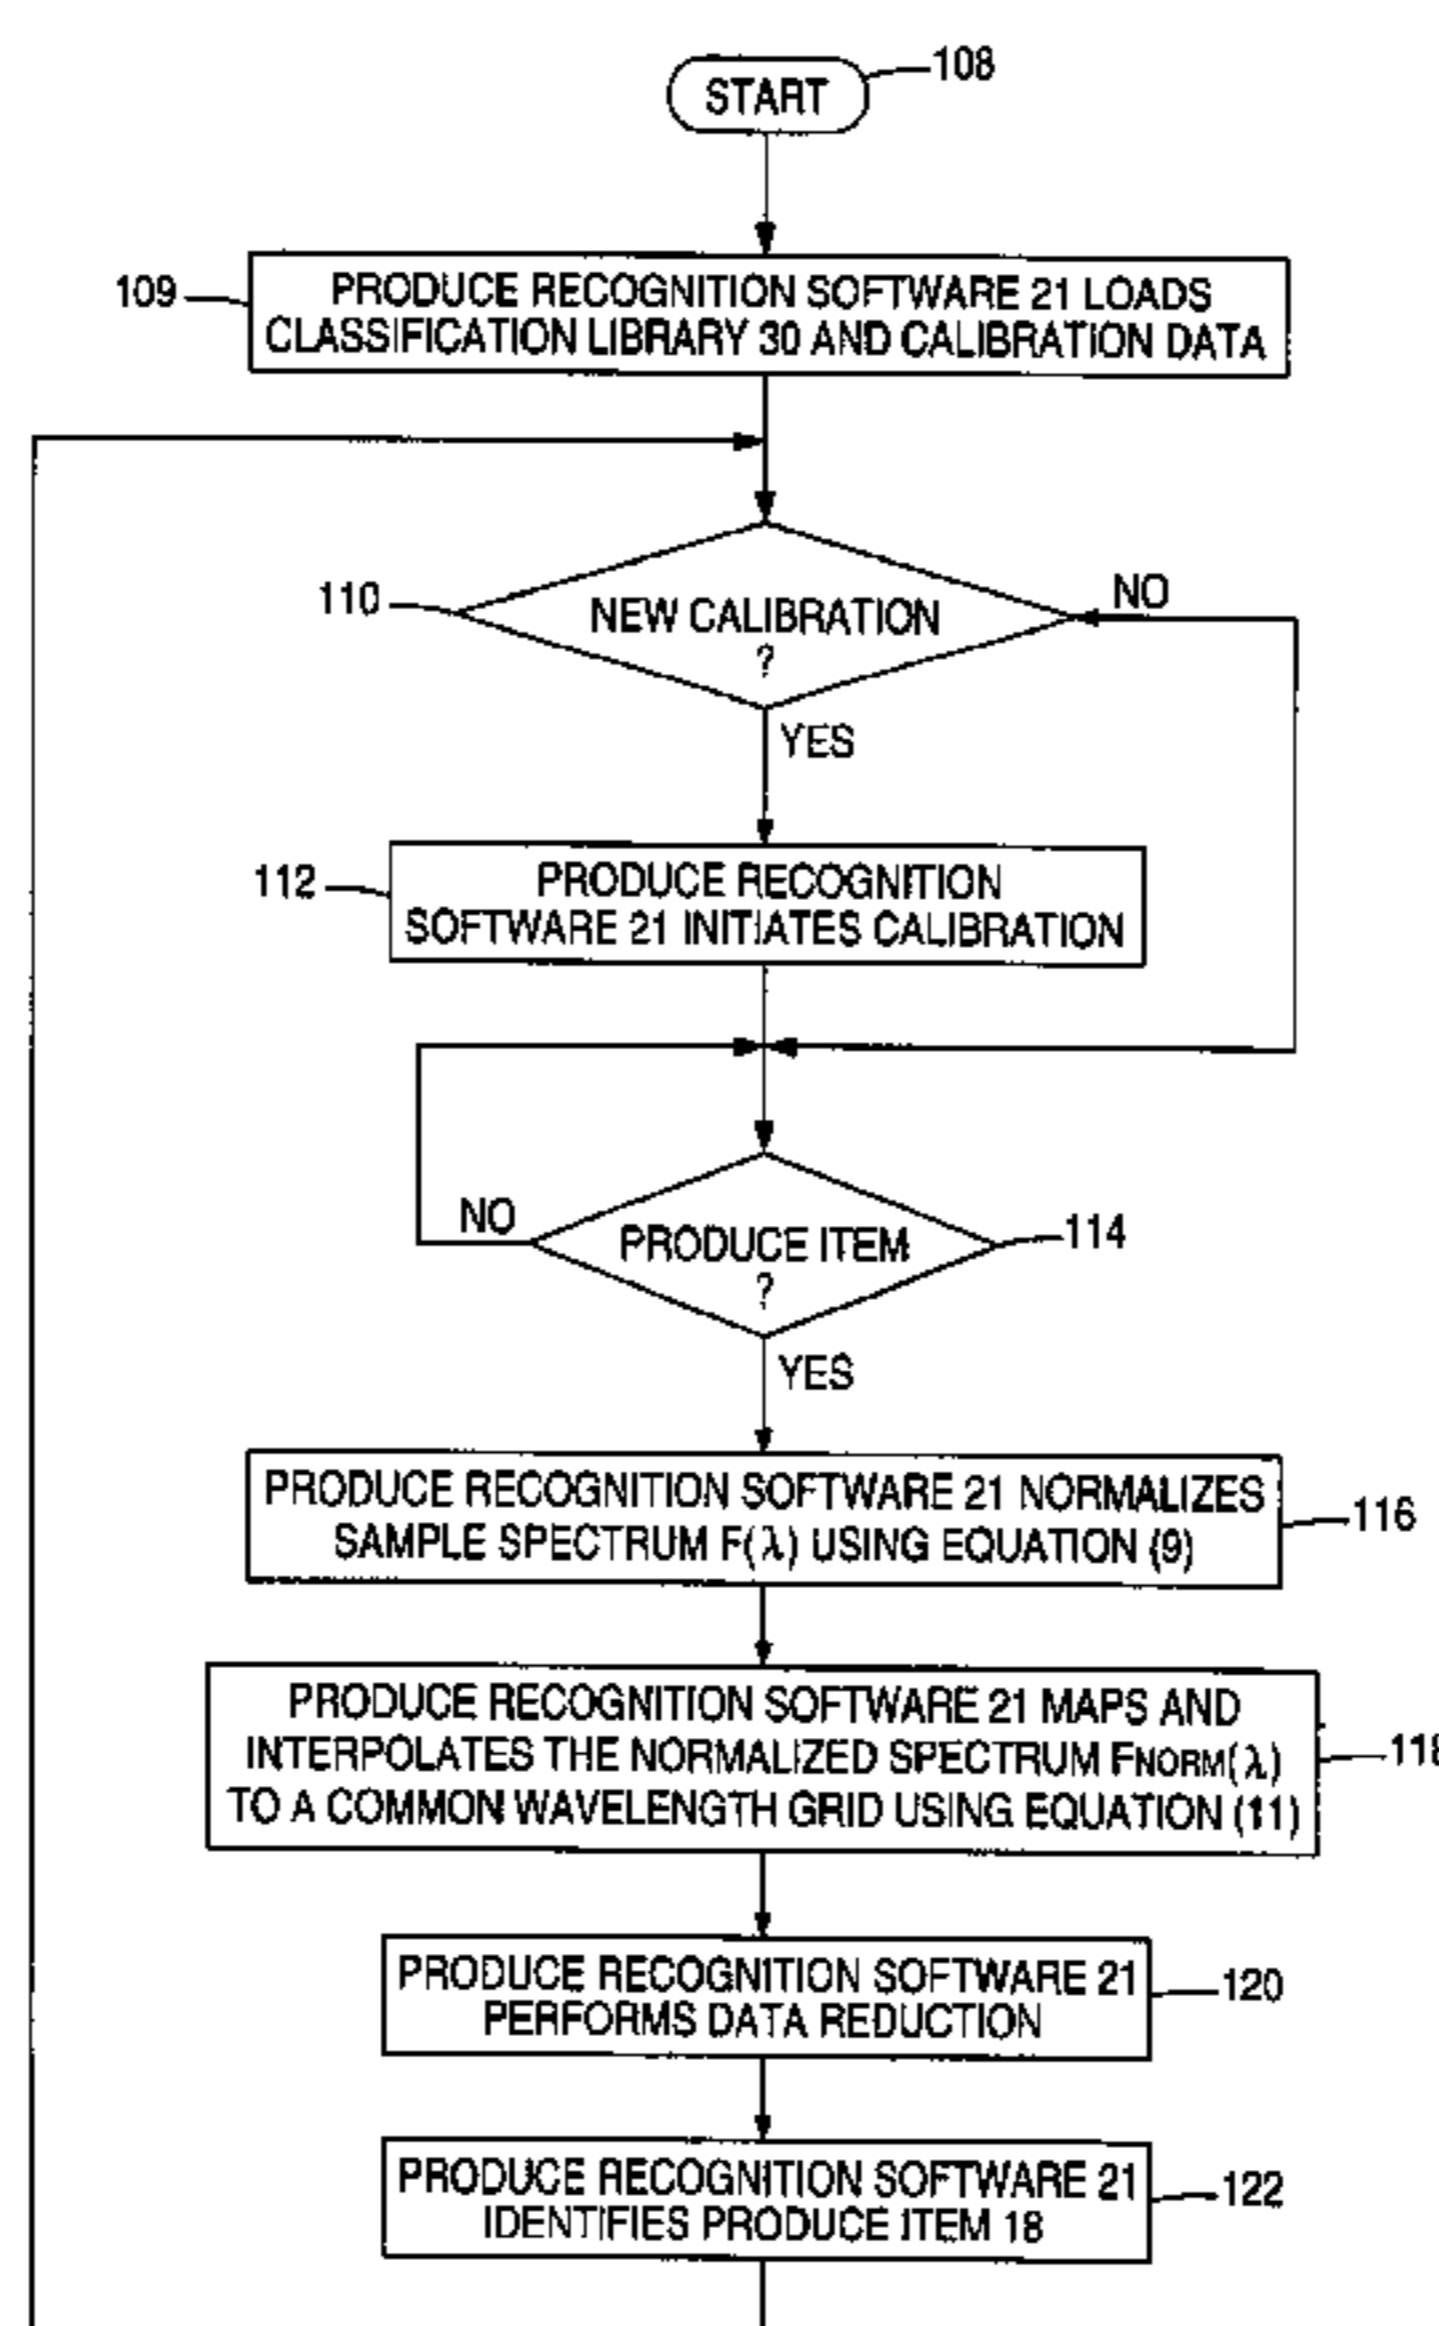 START
108
109
PRODUCE RECOGNITION SOFTWARE 21 LOADS
CLASSIFICATION LIBRARY 30 AND CALIBRATION DATA
110
NEW CALIBRATION
?
NO
YES
112
PRODUCE RECOGNITION
SOFTWARE 21 INITIATES CALIBRATION
NO
PRODUCE ITEM
?
114
YES
PRODUCE RECOGNITION SOFTWARE 21 NORMALIZES
SAMPLE SPECTRUM F(λ) USING EQUATION (9)
116
PRODUCE RECOGNITION SOFTWARE 21 MAPS AND
INTERPOLATES THE NORMALIZED SPECTRUM FNORM(λ)
TO A COMMON WAVELENGTH GRID USING EQUATION (11)
118
PRODUCE RECOGNITION SOFTWARE 21
PERFORMS DATA REDUCTION
120
PRODUCE RECOGNITION SOFTWARE 21
IDENTIFIES PRODUCE ITEM 18
122